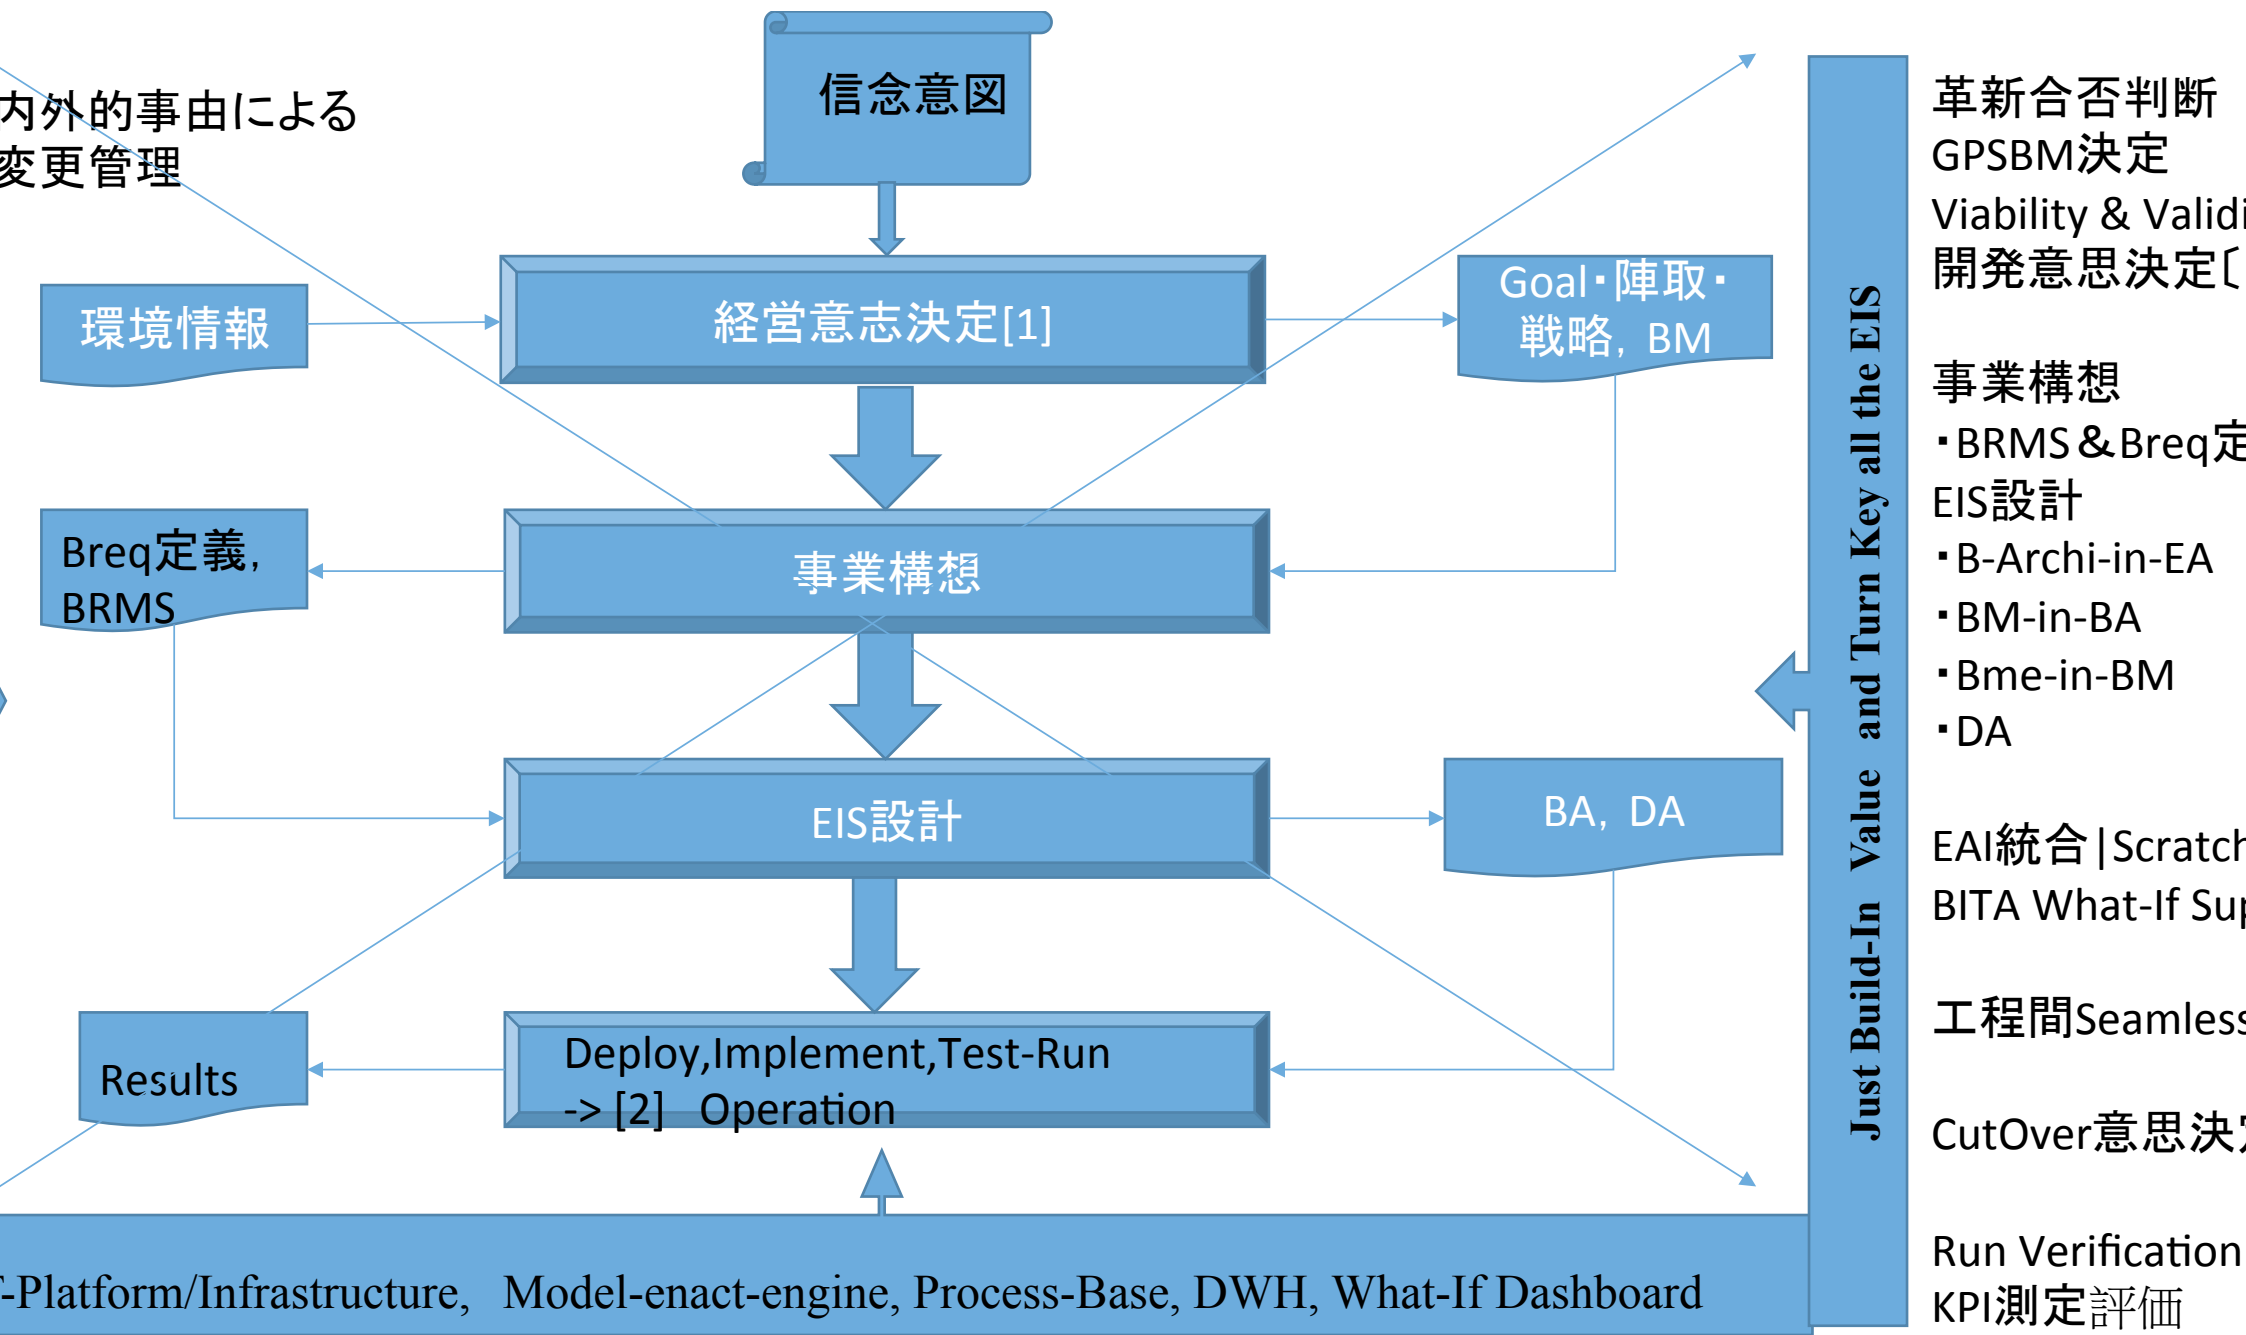 信念意図
内外的事由による
変更管理
環境情報
経営意志決定[1]
Goal・陣取・
戦略, BM
Breq定義,
BRMS
事業構想
EIS設計
BA, DA
Results
Deploy,Implement,Test-Run
-> [2] Operation
-Platform/Infrastructure, Model-enact-engine, Process-Base, DWH, What-If Dashboard
Just Build-In Value and Turn Key all the EIS
革新合否判断
GPSBM決定
Viability &
開発意思決定〔
事業構想
・BRMS＆Breq定
EIS設計
・B-Archi-in-EA
・BM-in-BA
・Bme-in-BM
・DA
EAI統合|Scratch
BITA What-If
工程間Seamless
CutOver意思決定
Run Verification
KPI測定評価